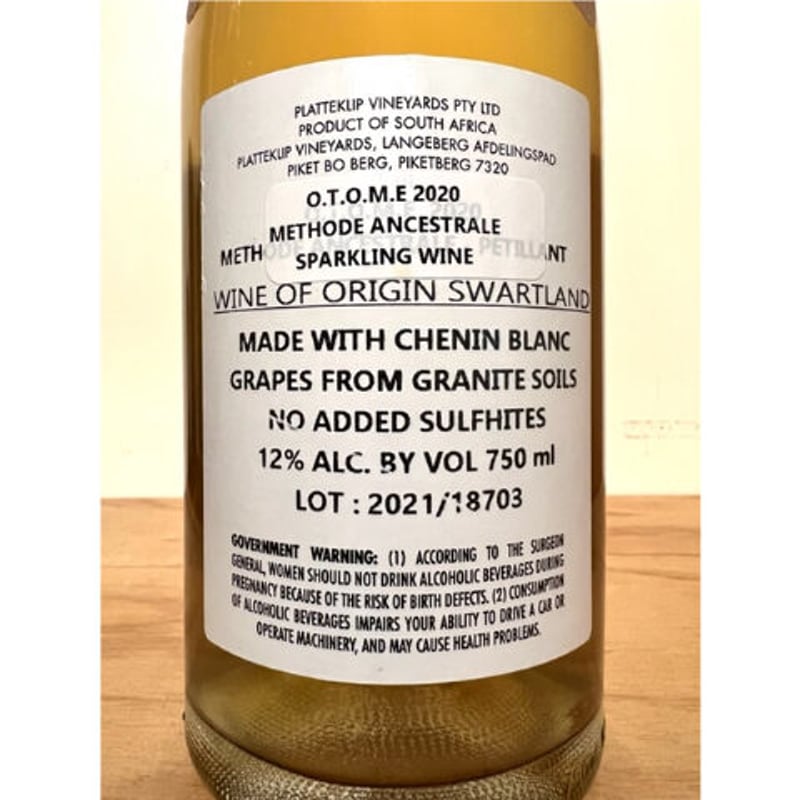 PLATTEKLIP VINEYARDS PTY LTD
PRODUCT OF SOUTH AFRICA
PLATTEKLIP VINEYARDS, LANGEBERG AFDELINGSPAD
PIKET BO BERG, PIKETBERG 7320
O.T.O.M.E 2020
O.T.O.M.E 2020
METHODE ANCESTRALE
METHODE ANCESTRALE PETILLANT
SPARKLING WINE
WINE OF ORIGIN SWARTLAND
MADE WITH CHENIN BLANC
GRAPES FROM GRANITE SOILS
NO ADDED SULFHITES
12% ALC. BY VOL 750 ml
LOT : 2021/18703
GOVERNMENT WARNING: (1) ACCORDING TO THE SURGEON
GENERAL, WOMEN SHOULD NOT DRINK ALCOHOLIC BEVERAGES DURING
PREGNANCY BECAUSE OF THE RISK OF BIRTH DEFECTS. (2) CONSUMPTION
OF ALCOHOLIC BEVERAGES IMPAIRS YOUR ABILITY TO DRIVE A CAR OR
OPERATE MACHINERY, AND MAY CAUSE HEALTH PROBLEMS.